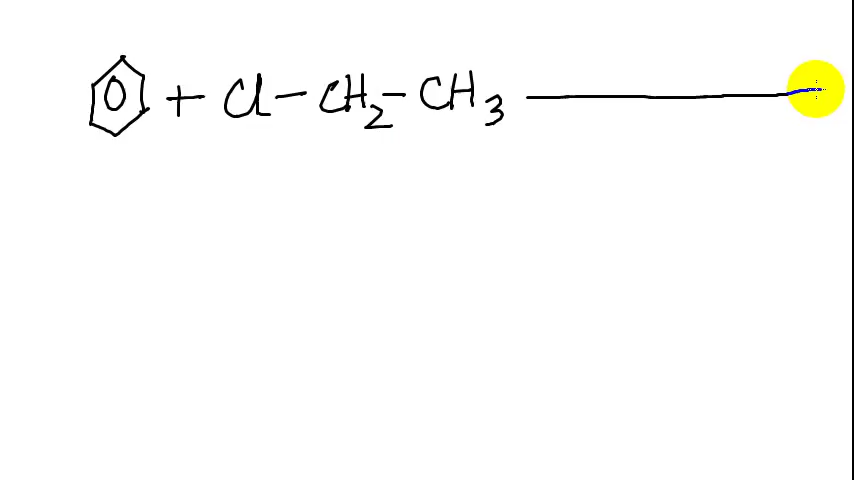 + Cl - CH2 - CH3